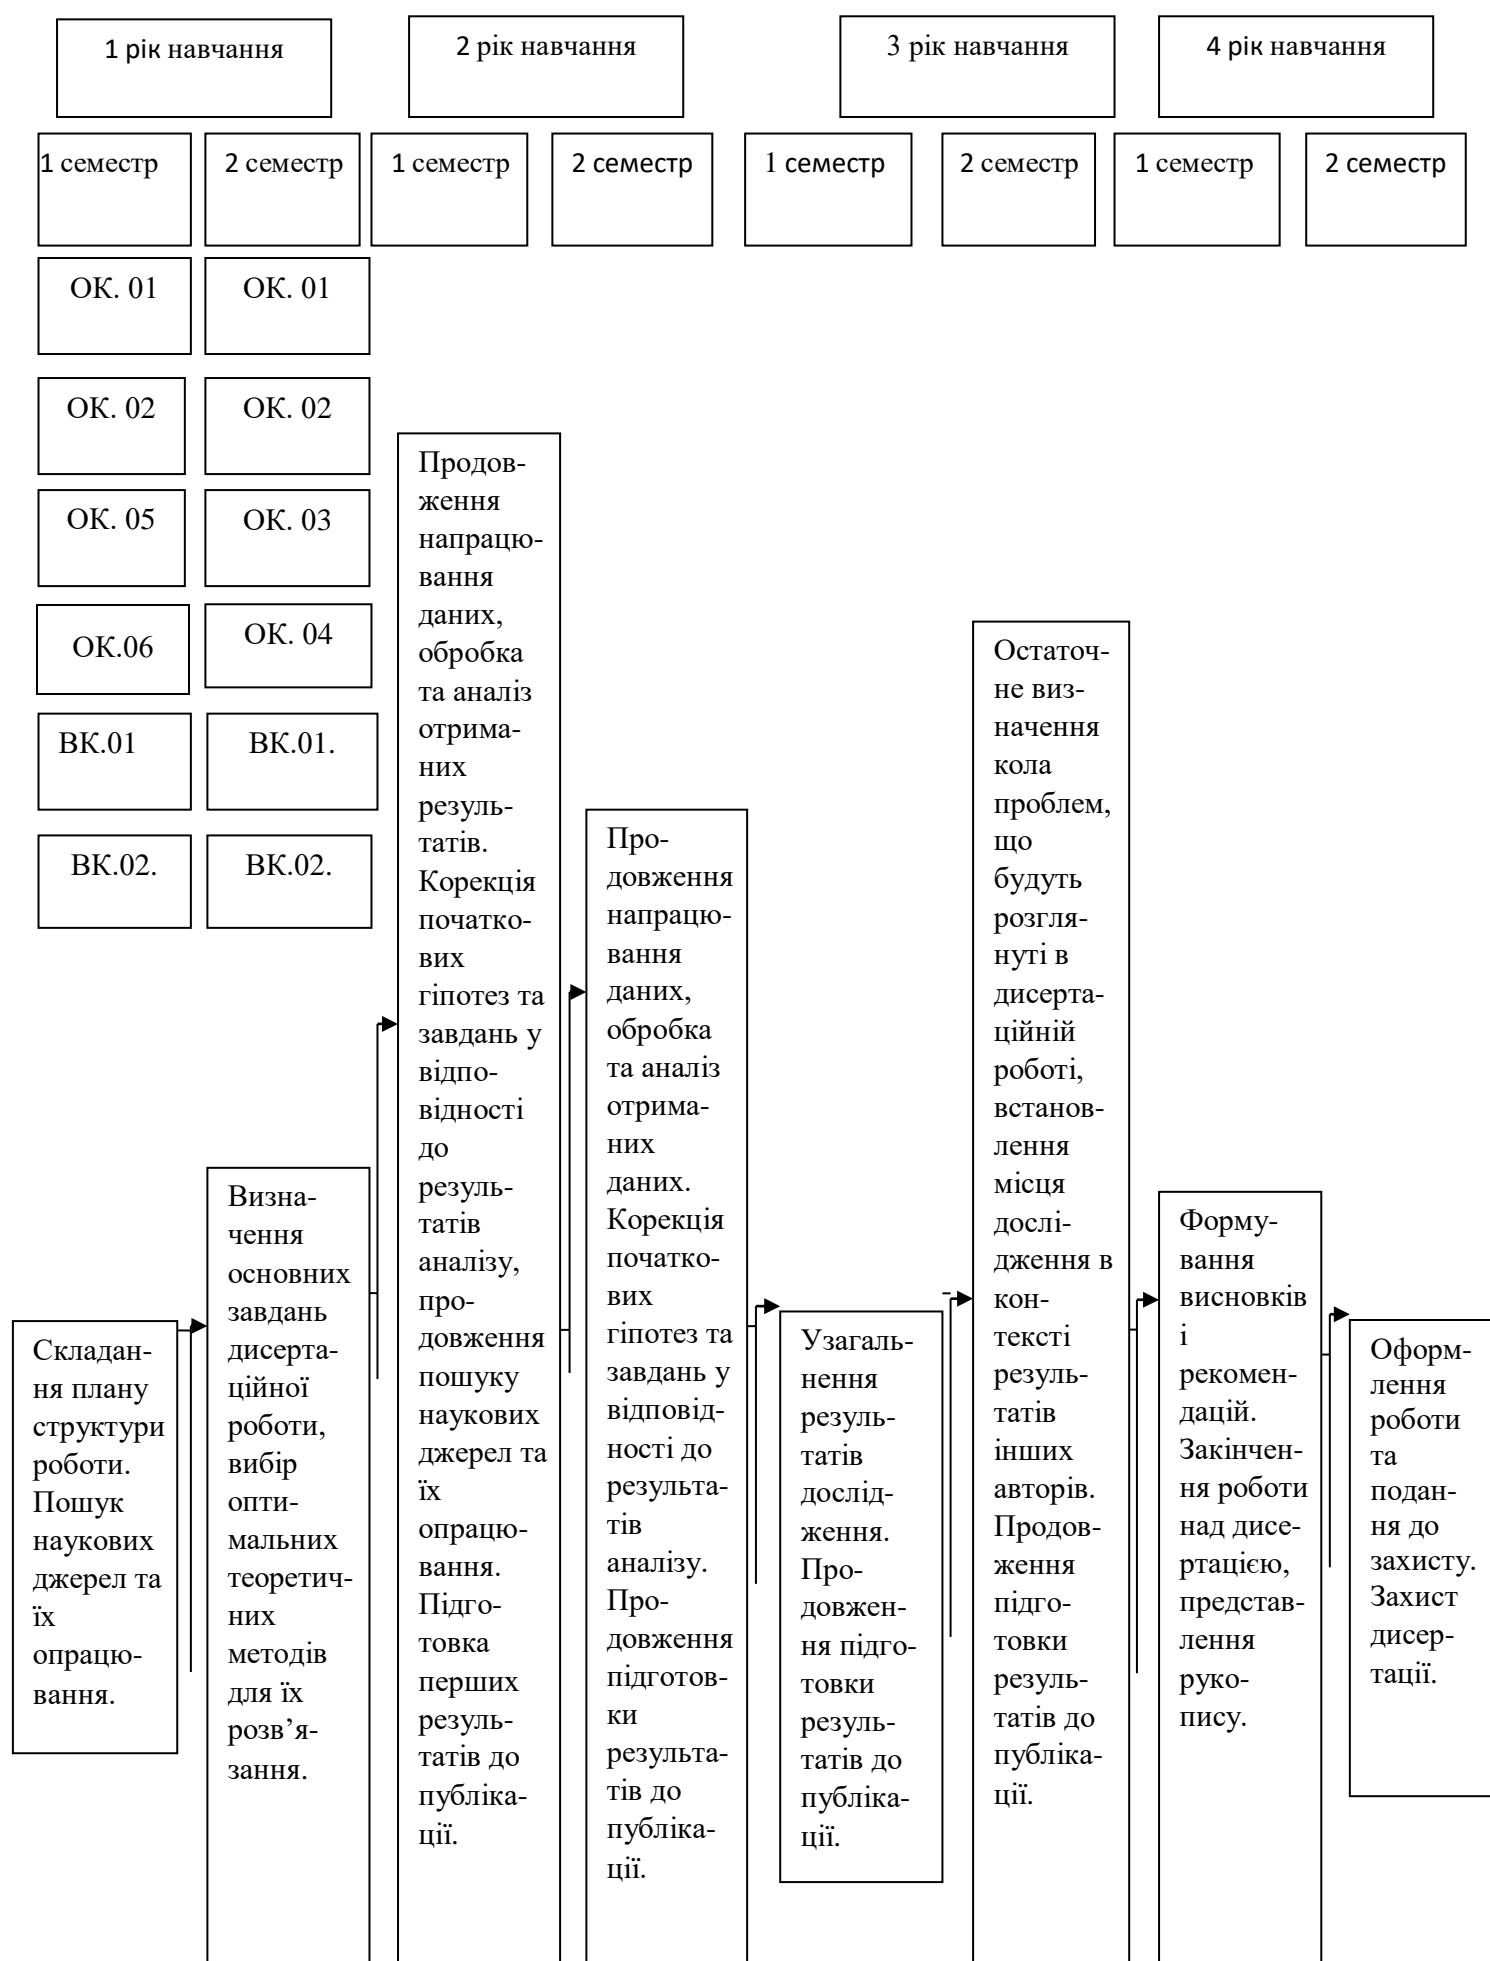 1 рік навчання
2 рік навчання
3 рік навчання
4 рік навчання
1 семестр
2 семестр
1 семестр
2 семестр
1 семестр
2 семестр
1 семестр
2 семестр
ОК. 01
ОК. 01
ОК. 02
ОК. 02
ОК. 05
ОК. 03
ОК.06
ОК. 04
ВК.01
ВК.01.
ВК.02.
ВК.02.
Складан-
ня плану
структури
роботи.
Пошук
наукових
джерел та
їх
опрацю-
вання.
Визна-
чення
основних
завдань
дисерта-
ційної
роботи,
вибір
опти-
мальних
теоретич-
них
методів
для їх
розв’я-
зання.
Продов-
ження
напрацю-
вання
даних,
обробка
та аналіз
отрима-
них
резуль-
татів.
Корекція
початко-
вих
гіпотез та
завдань у
відпо-
відності
до
резуль-
татів
аналізу,
про-
довження
пошуку
наукових
джерел та
їх
опрацю-
вання.
Підго-
товка
перших
резуль-
татів до
публіка-
ції.
Про-
довження
напрацю-
вання
даних,
обробка
та аналіз
отрима-
них
даних.
Корекція
початко-
вих
гіпотез та
завдань у
відповід-
ності до
результа-
тів
аналізу.
Про-
довження
підготов-
ки
результа-
тів до
публіка-
ції.
Узагаль-
нення
резуль-
татів
дослід-
ження.
Про-
довжен-
ня підго-
товки
резуль-
татів до
публіка-
ції.
Остаточ-
не виз-
начення
кола
проблем,
що
будуть
розгля-
нуті в
дисерта-
ційній
роботі,
встанов-
лення
місця
дослі-
дження в
кон-
тексті
резуль-
татів
інших
авторів.
Продов-
ження
підго-
товки
резуль-
татів до
публіка-
ції.
Форму-
вання
висновків
і
рекомен-
дацій.
Закінчен-
ня роботи
над дисе-
ртацією,
представ-
лення
руко-
пису.
Оформ-
лення
роботи
та
подан-
ня до
захисту.
Захист
дисер-
тації.